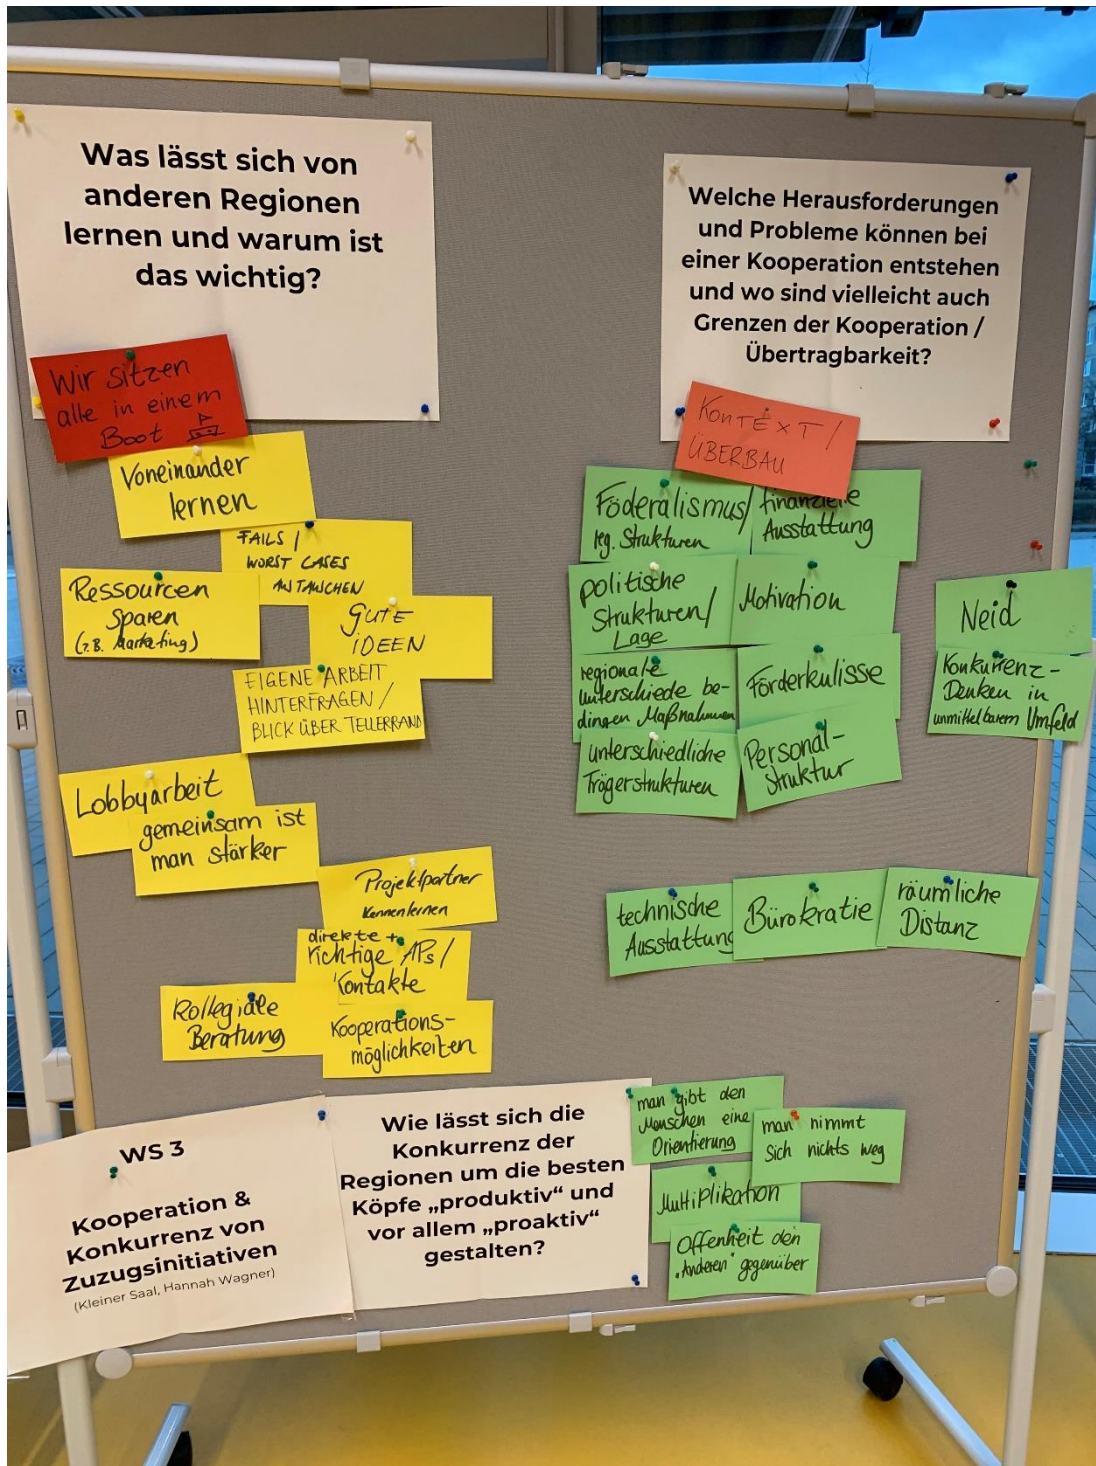 Was lässt sich von
anderen Regionen
lernen und warum ist
das wichtig?
Wir sitzen
alle in einem
Boot
Voneinander
lernen
FAILS /
WORST CASES
AUSTAUSCHEN
Ressourcen
Sparen
(z.B. Marketing)
GUTE
IDEEN
EIGENE ARBEIT
HINTERFRAGEN /
BLICK ÜBER TELLERRAND
Lobbyarbeit
gemeinsam ist
man stärker
Projektpartner
kennenlernen
direkte +
richtige APs /
Kontakte
Kollegiale
Beratung
Kooperations-
möglichkeiten
Welche Herausforderungen
und Probleme können bei
einer Kooperation entstehen
und wo sind vielleicht auch
Grenzen der Kooperation /
Übertragbarkeit?
KONTEXT /
ÜBERBAU
Föderalismus/
reg. Strukturen
finanzielle
Ausstattung
politische
Strukturen/
Lage
Motivation
regionale
Unterschiede be-
dingen Maßnahmen
Förderkulisse
unterschiedliche
Trägerstrukturen
Personal-
struktur
Neid
Konkurrenz-
Denken in
unmittelbarem Umfeld
technische
Ausstattung
Bürokratie
räumliche
Distanz
WS 3
Kooperation &
Konkurrenz von
Zuzugsinitiativen
(Kleiner Saal, Hannah Wagner)
Wie lässt sich die
Konkurrenz der
Regionen um die besten
Köpfe „produktiv“ und
vor allem „proaktiv“
gestalten?
man gibt den
Menschen eine
Orientierung
man nimmt
sich nichts weg
Multiplikation
Offenheit den
„Anderen“ gegenüber